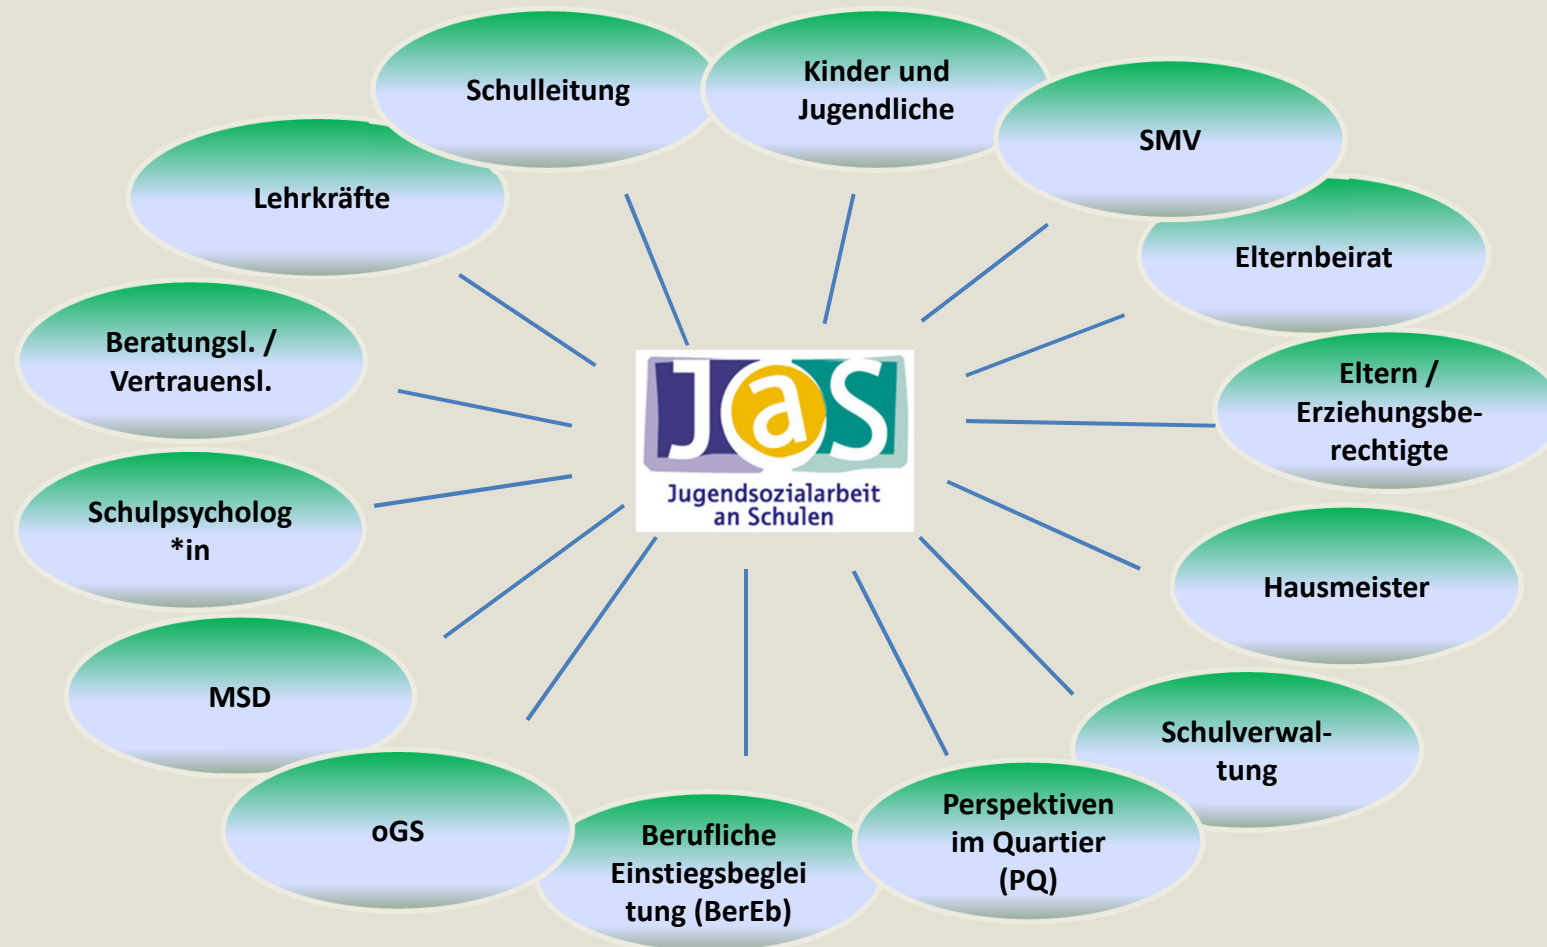 Schulleitung
Kinder und
Jugendliche
SMV
Lehrkräfte
Elternbeirat
Beratungsl. /
Vertrauensl.
Eltern /
Erziehungsbe-
rechtigte
JaS
Jugendsozialarbeit
an Schulen
Schulpsycholog
*in
Hausmeister
MSD
Schulverwal-
tung
oGS
Berufliche
Einstiegsbeglei
tung (BerEb)
Perspektiven
im Quartier
(PQ)